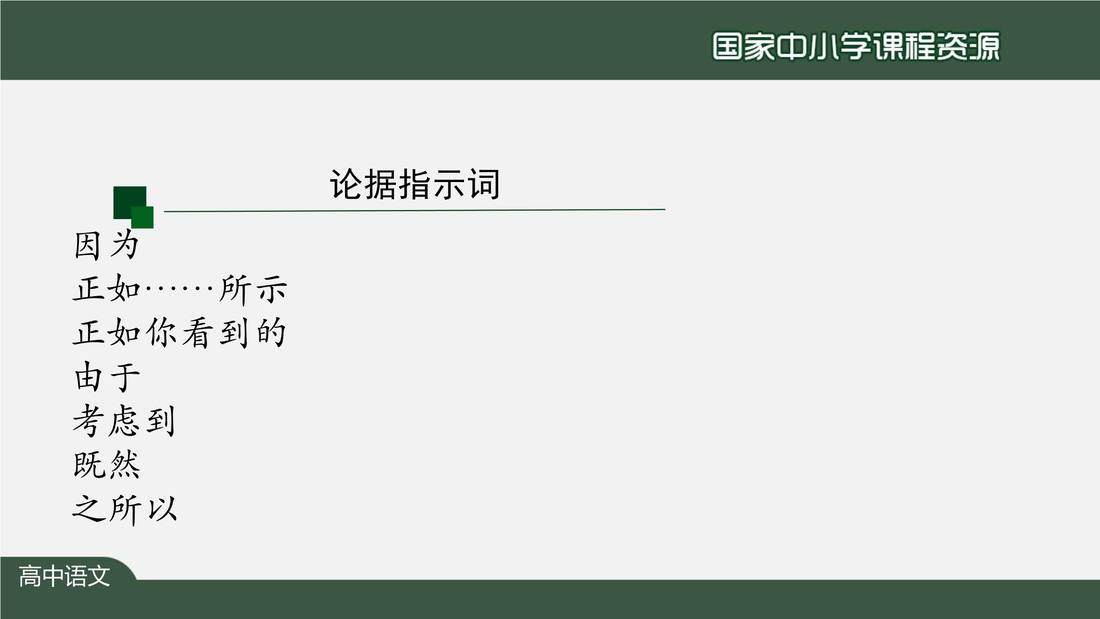 国家中小学课程资源
论据指示词
因为
正如……所示
正如你看到的
由于
考虑到
既然
之所以
高中语文